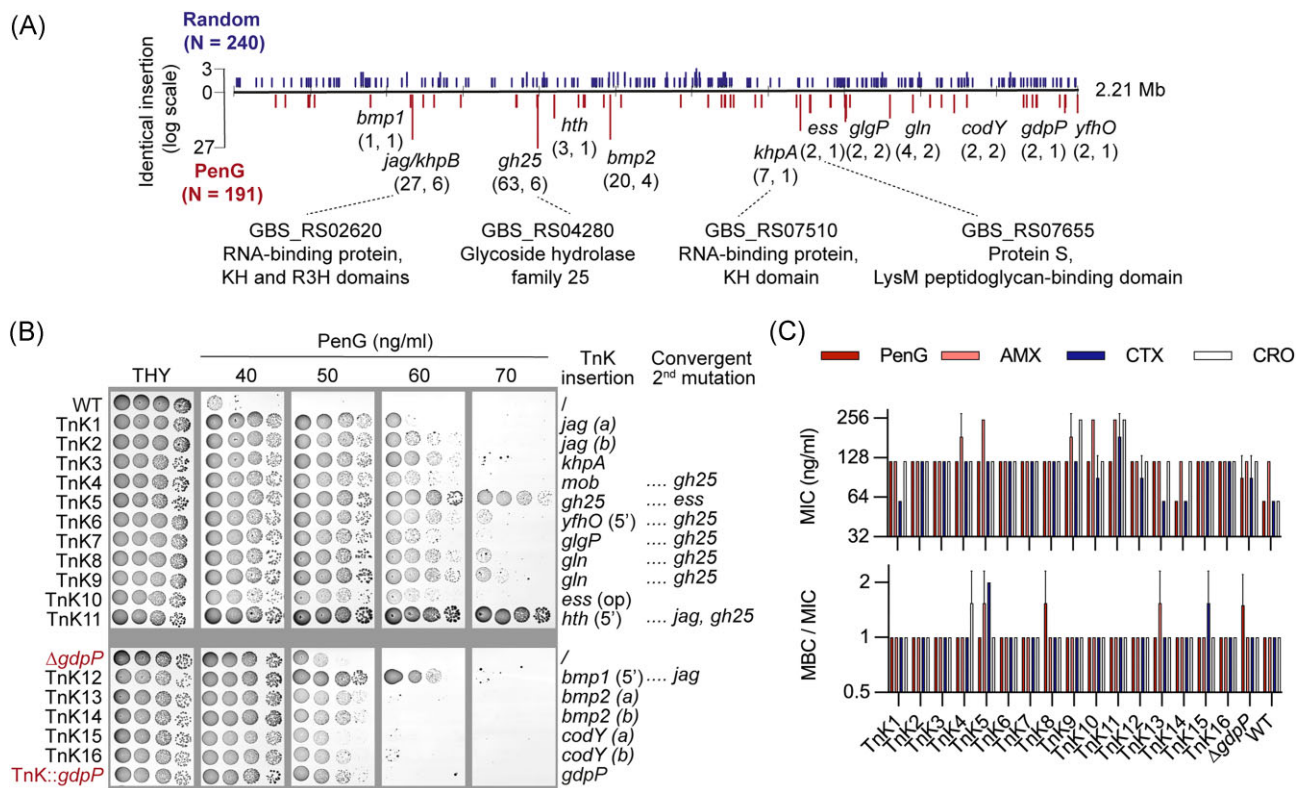 (A)
Random
(N = 240)
Identical insertion
(log scale)
3
0
27
PenG
(N = 191)
2.21 Mb
bmp1
(1, 1)
jag/khpB
(27, 6)
gh25
(63, 6)
hth
(3, 1)
bmp2
(20, 4)
khpA
(7, 1)
ess
(2, 1)
glgP
(2, 2)
gln
(4, 2)
codY
(2, 2)
gdpP
(2, 1)
yfhO
(2, 1)
GBS_RS02620
RNA-binding protein,
KH and R3H domains
GBS_RS04280
Glycoside hydrolase
family 25
GBS_RS07510
RNA-binding protein,
KH domain
GBS_RS07655
Protein S,
LysM peptidoglycan-binding domain
(B)
PenG (ng/ml)
THY 40 50 60 70
TnK
insertion
Convergent
2nd mutation
WT /
TnK1 jag (a)
TnK2 jag (b)
TnK3 khpA
TnK4 mob .... gh25
TnK5 gh25 .... ess
TnK6 yfhO (5') .... gh25
TnK7 glgP .... gh25
TnK8 gln .... gh25
TnK9 gln .... gh25
TnK10 ess (op)
TnK11 hth (5') .... jag, gh25
ΔgdpP /
TnK12 bmp1 (5') .... jag
TnK13 bmp2 (a)
TnK14 bmp2 (b)
TnK15 codY (a)
TnK16 codY (b)
TnK::gdpP gdpP
(C)
PenG AMX CTX CRO
MIC (ng/ml)
256
128
64
32
MBC / MIC
2
1
0.5
TnK1
TnK2
TnK3
TnK4
TnK5
TnK6
TnK7
TnK8
TnK9
TnK10
TnK11
TnK12
TnK13
TnK14
TnK15
TnK16
ΔgdpP
WT